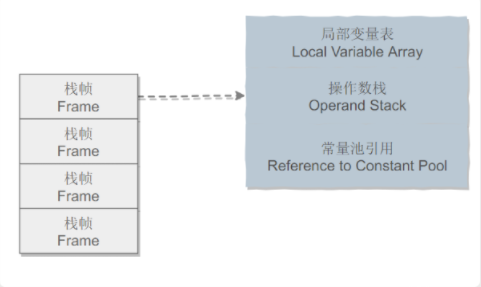 局部变量表
Local Variable Array
操作数栈
Operand Stack
常量池引用
Reference to Constant Pool
栈帧
Frame
栈帧
Frame
栈帧
Frame
栈帧
Frame